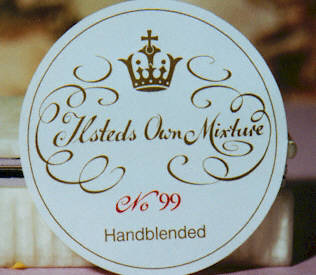 Ilsteds Own Mixture
No 99
Handblended